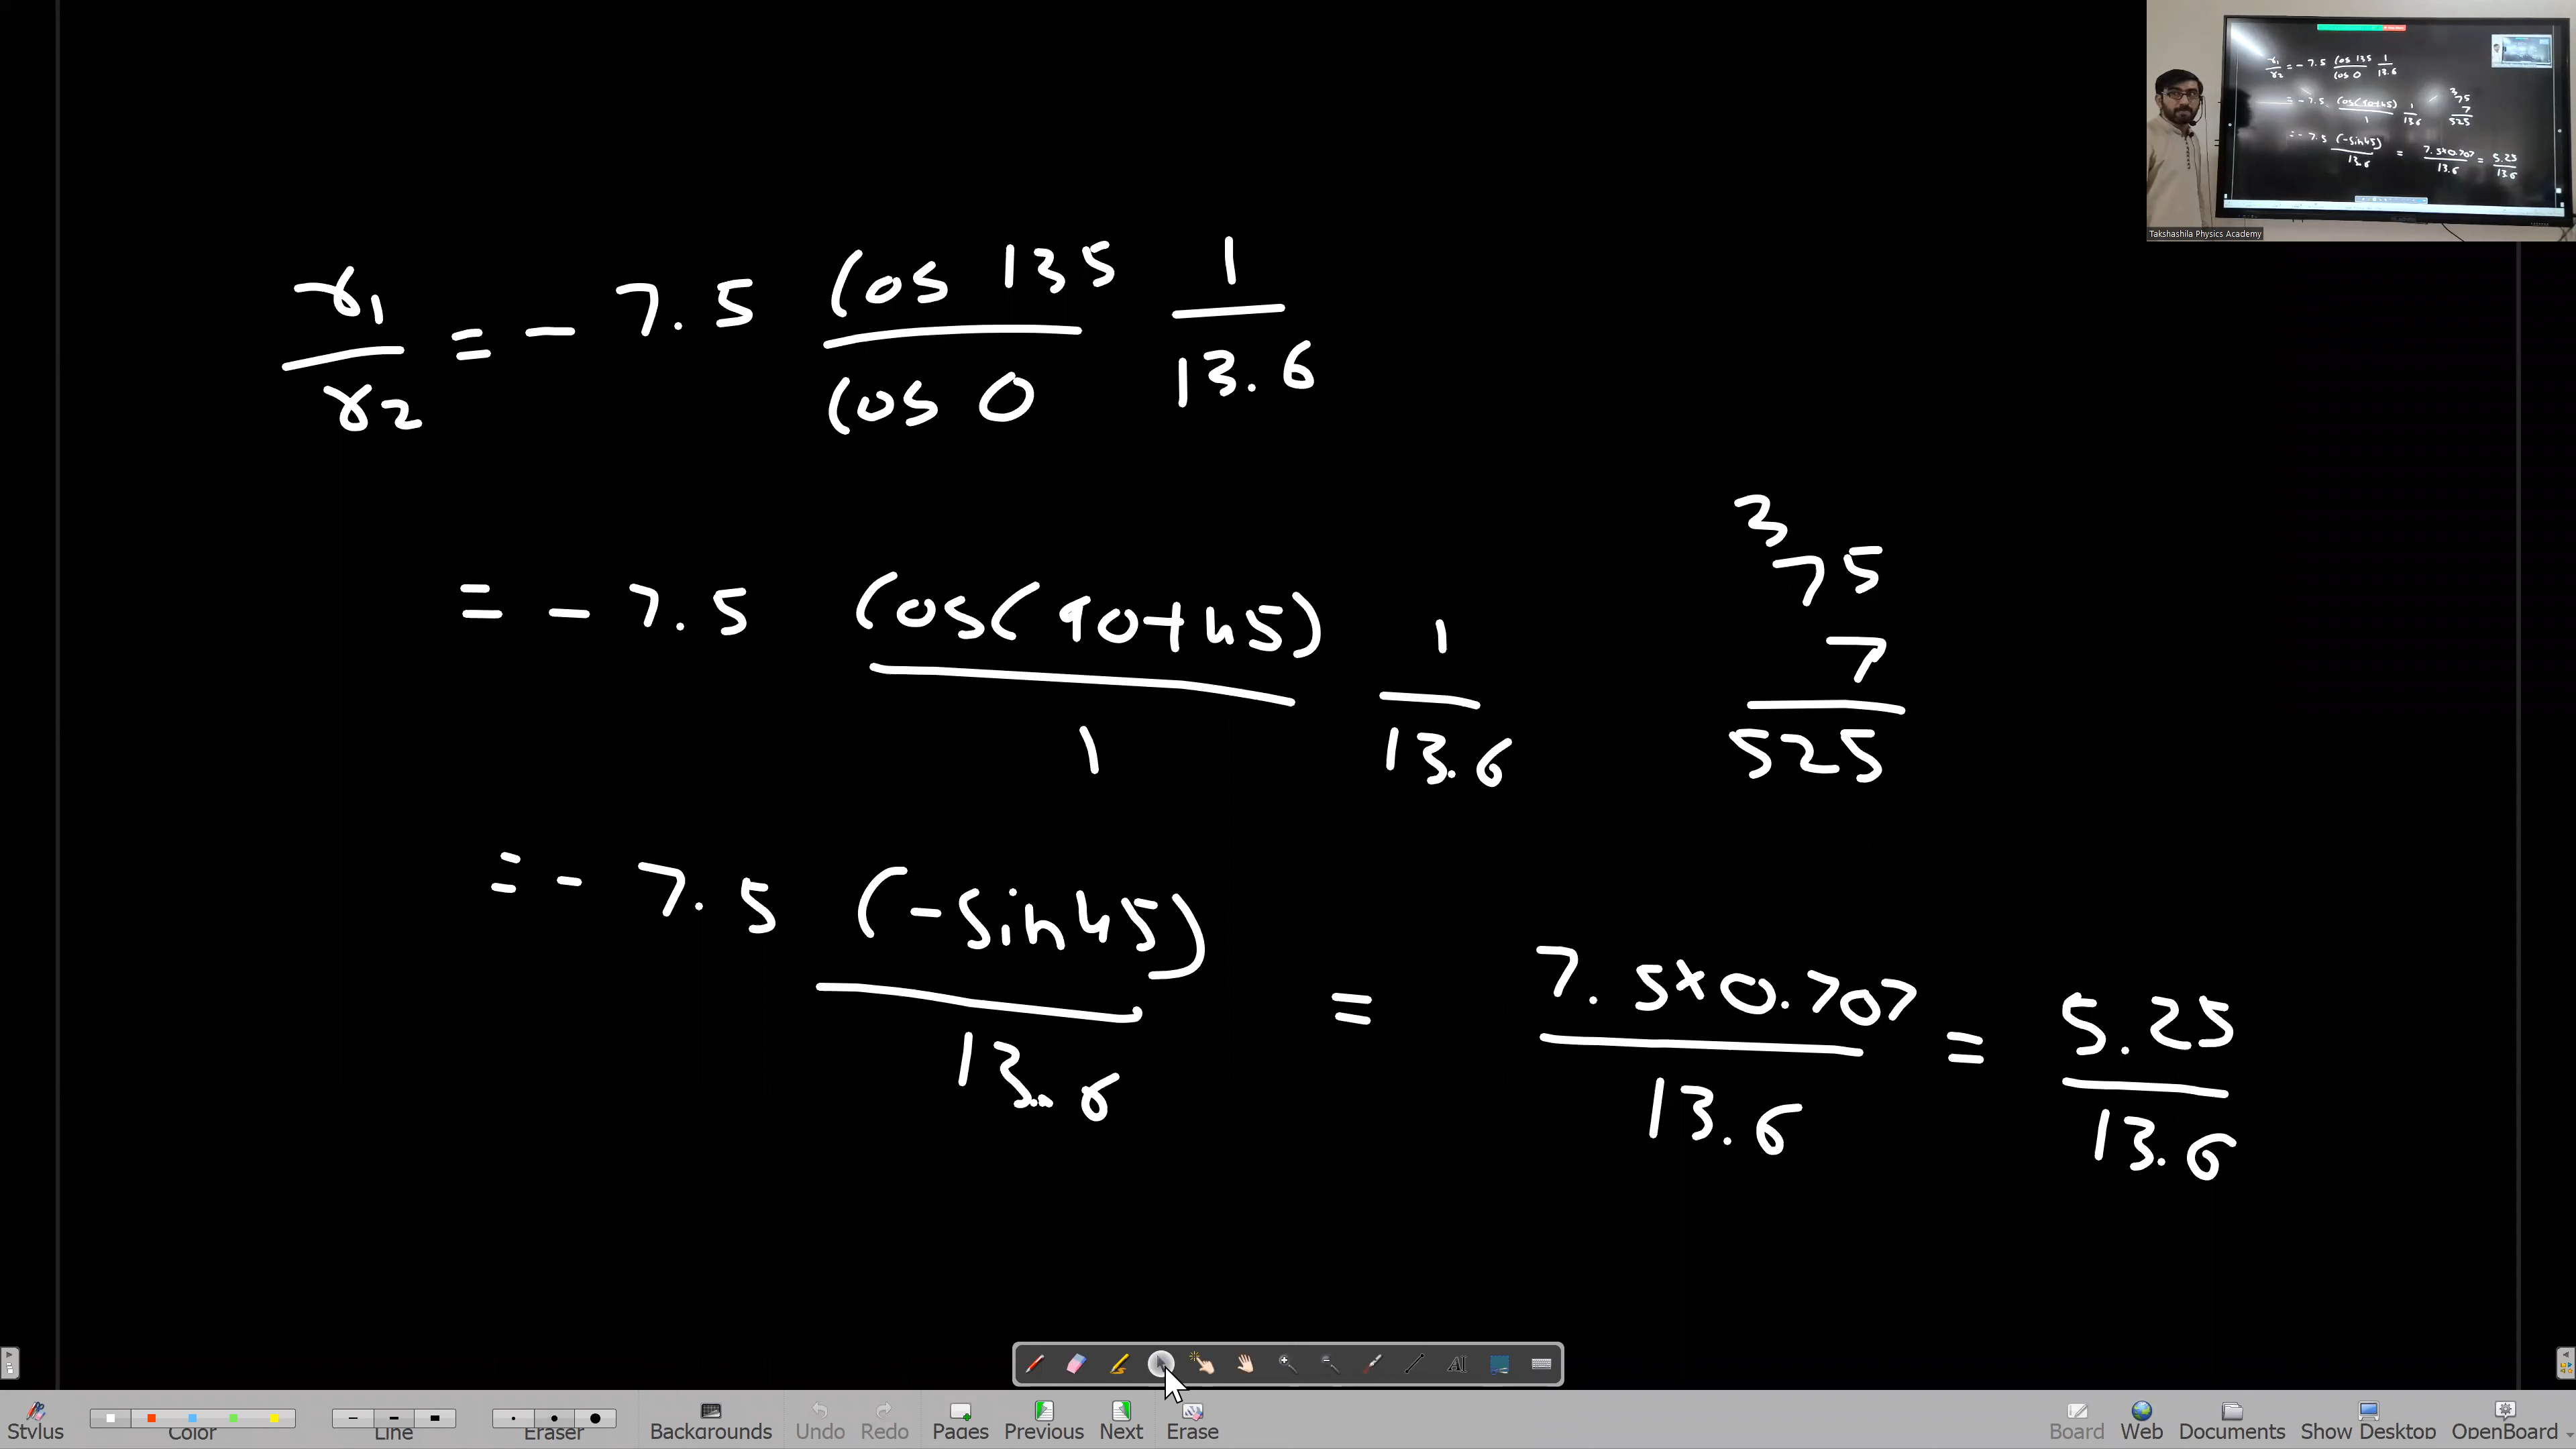 r1/r2 = - 7.5 cos 135/cos 0 1/13.6
= - 7.5 cos(90+45)/1 1/13.6
3
75
7
525
= - 7.5 (-sin45)/13.6 = 7.5x0.707/13.6 = 5.25/13.6
Takshashila Physics Academy
Stylus Color Line Eraser Backgrounds Undo Redo Pages Previous Next Erase Board Web Documents Show Desktop OpenBoard